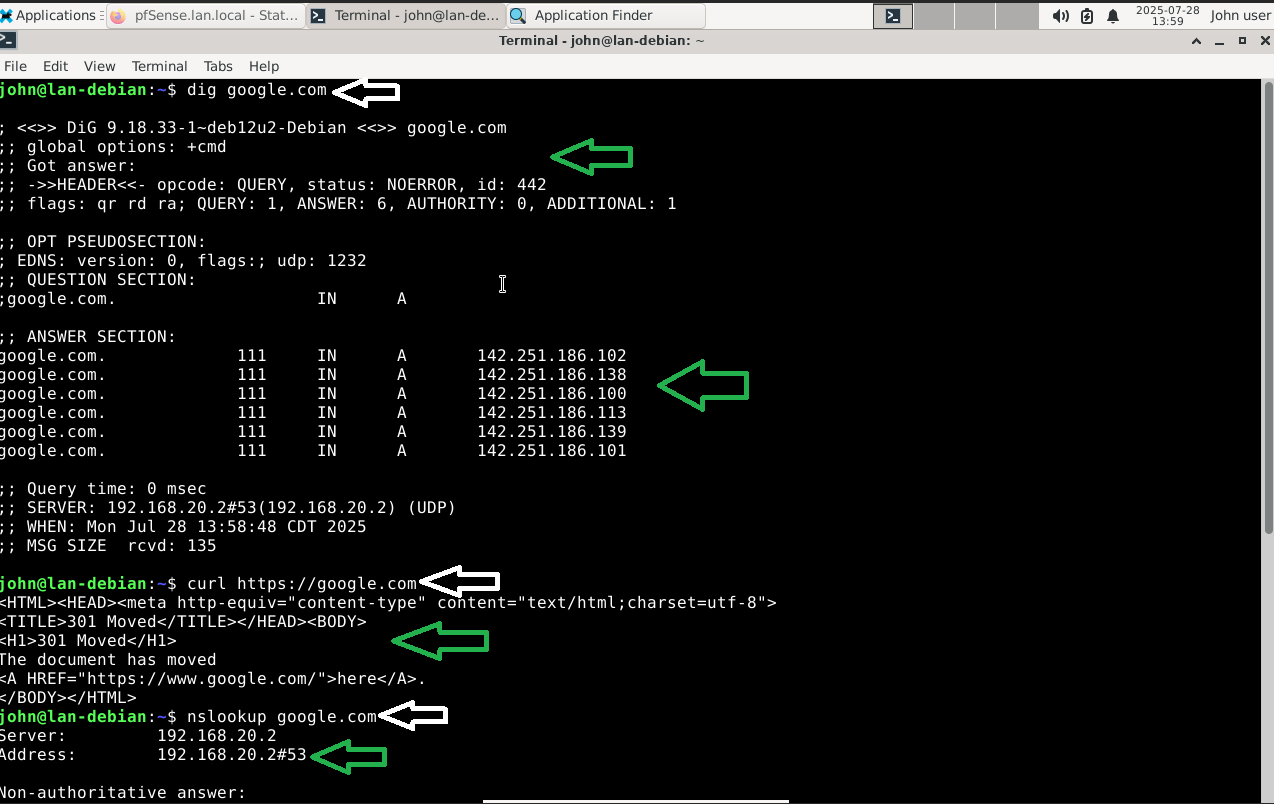 Applications
pfSense.lan.local - Stat...
Terminal - john@lan-de...
Application Finder
2025-07-28
13:59
John user
Terminal - john@lan-debian: ~
File Edit View Terminal Tabs Help
john@lan-debian:~$ dig google.com

; <<>> DiG 9.18.33-1~deb12u2-Debian <<>> google.com
;; global options: +cmd
;; Got answer:
;; ->>HEADER<<- opcode: QUERY, status: NOERROR, id: 442
;; flags: qr rd ra; QUERY: 1, ANSWER: 6, AUTHORITY: 0, ADDITIONAL: 1

;; OPT PSEUDOSECTION:
; EDNS: version: 0, flags:; udp: 1232
;; QUESTION SECTION:
;google.com. IN A

;; ANSWER SECTION:
google.com. 111 IN A 142.251.186.102
google.com. 111 IN A 142.251.186.138
google.com. 111 IN A 142.251.186.100
google.com. 111 IN A 142.251.186.113
google.com. 111 IN A 142.251.186.139
google.com. 111 IN A 142.251.186.101

;; Query time: 0 msec
;; SERVER: 192.168.20.2#53(192.168.20.2) (UDP)
;; WHEN: Mon Jul 28 13:58:48 CDT 2025
;; MSG SIZE rcvd: 135

john@lan-debian:~$ curl https://google.com
<HTML><HEAD><meta http-equiv="content-type" content="text/html;charset=utf-8">
<TITLE>301 Moved</TITLE></HEAD><BODY>
<H1>301 Moved</H1>
The document has moved
<A HREF="https://www.google.com/">here</A>.
</BODY></HTML>
john@lan-debian:~$ nslookup google.com
Server: 192.168.20.2
Address: 192.168.20.2#53

Non-authoritative answer: